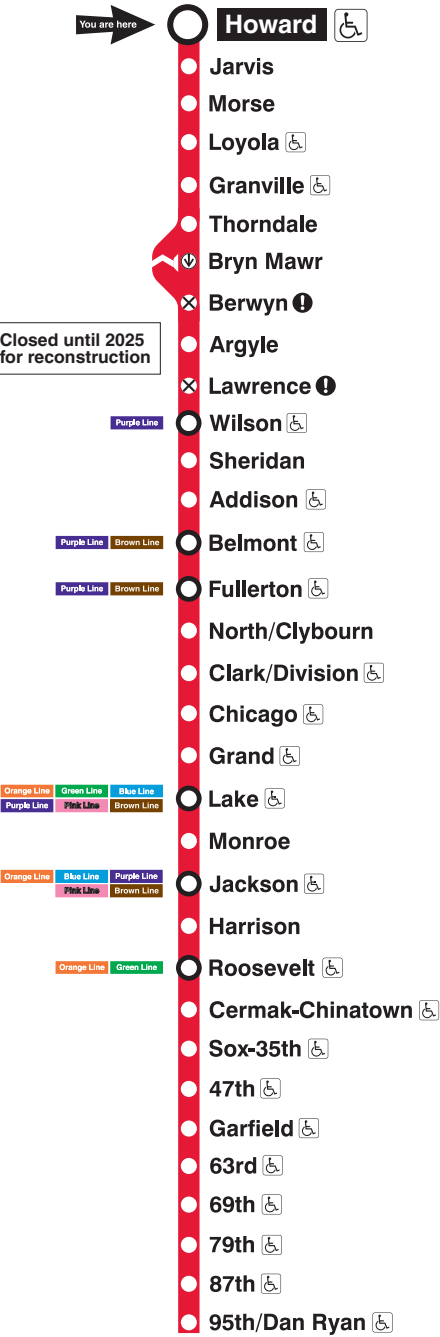 You are here
Howard
Jarvis
Morse
Loyola
Granville
Thorndale
Bryn Mawr
Berwyn
Closed until 2025
for reconstruction
Argyle
Lawrence
Purple Line
Wilson
Sheridan
Addison
Purple Line Brown Line
Belmont
Purple Line Brown Line
Fullerton
North/Clybourn
Clark/Division
Chicago
Grand
Orange Line Green Line Blue Line
Purple Line Pink Line Brown Line
Lake
Monroe
Orange Line Blue Line Purple Line
Pink Line Brown Line
Jackson
Harrison
Orange Line Green Line
Roosevelt
Cermak-Chinatown
Sox-35th
47th
Garfield
63rd
69th
79th
87th
95th/Dan Ryan